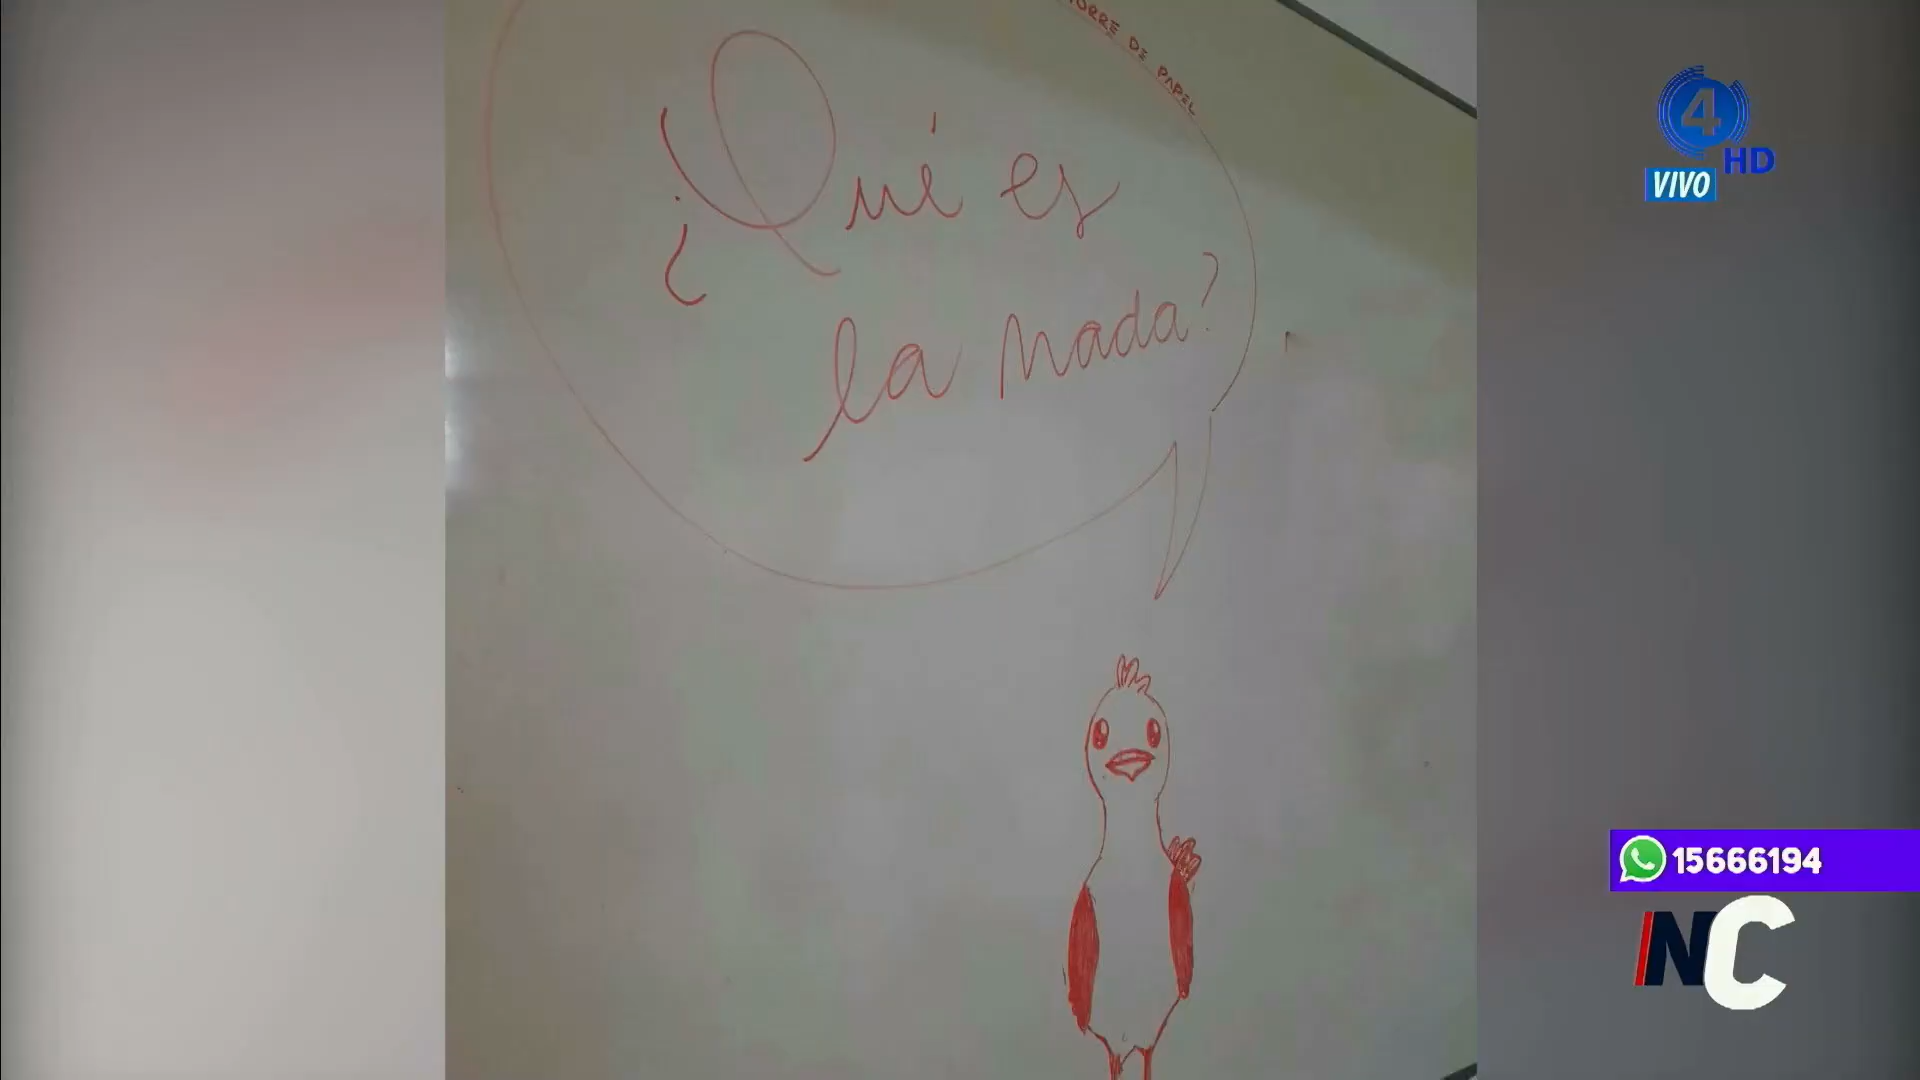 TORRE DE PAPEL
¿Qué es
la nada?
4
HD
VIVO
15666194
NC